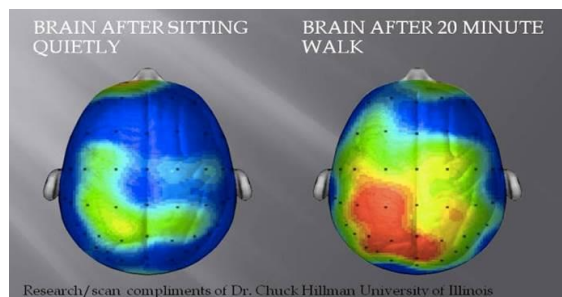 BRAIN AFTER SITTING
QUIETLY
BRAIN AFTER 20 MINUTE
WALK
Research/scan compliments of Dr. Chuck Hillman University of Illinois